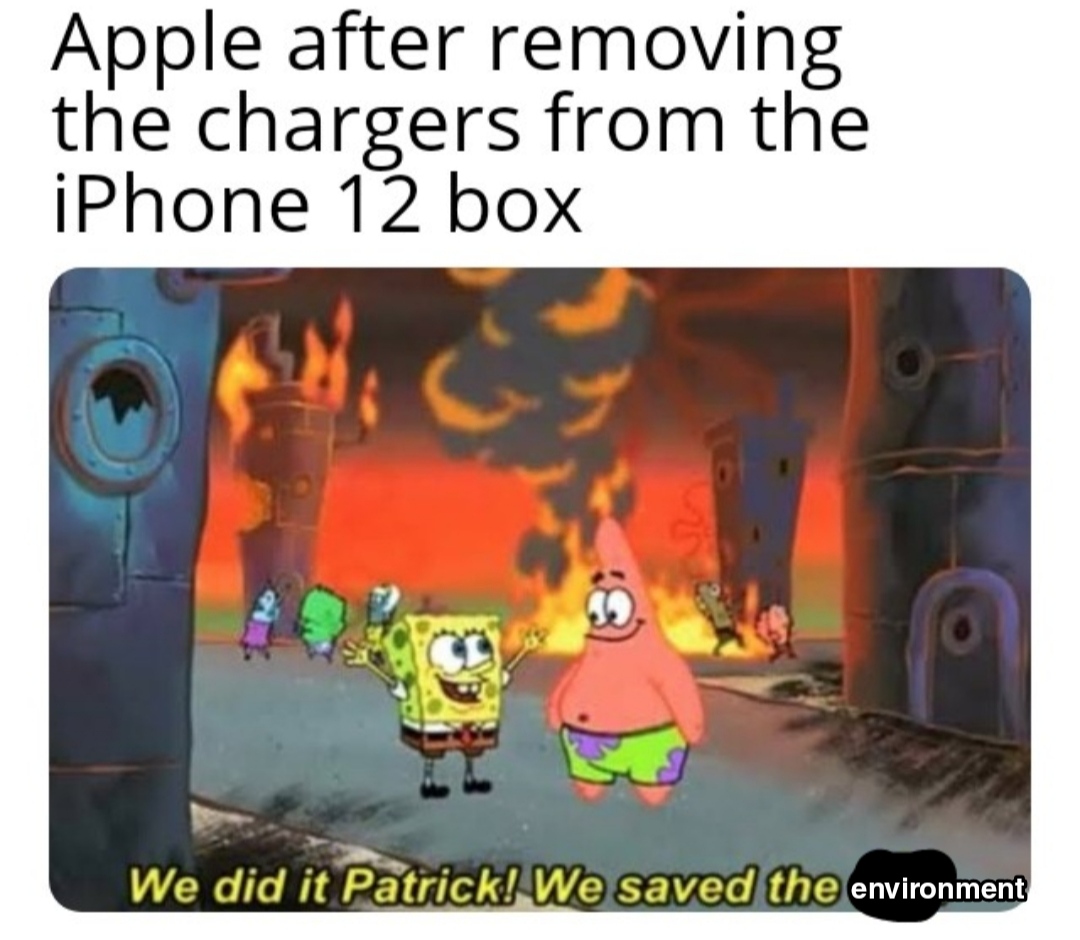 Apple after removing
the chargers from the
iPhone 12 box
We did it Patrick! We saved the environment